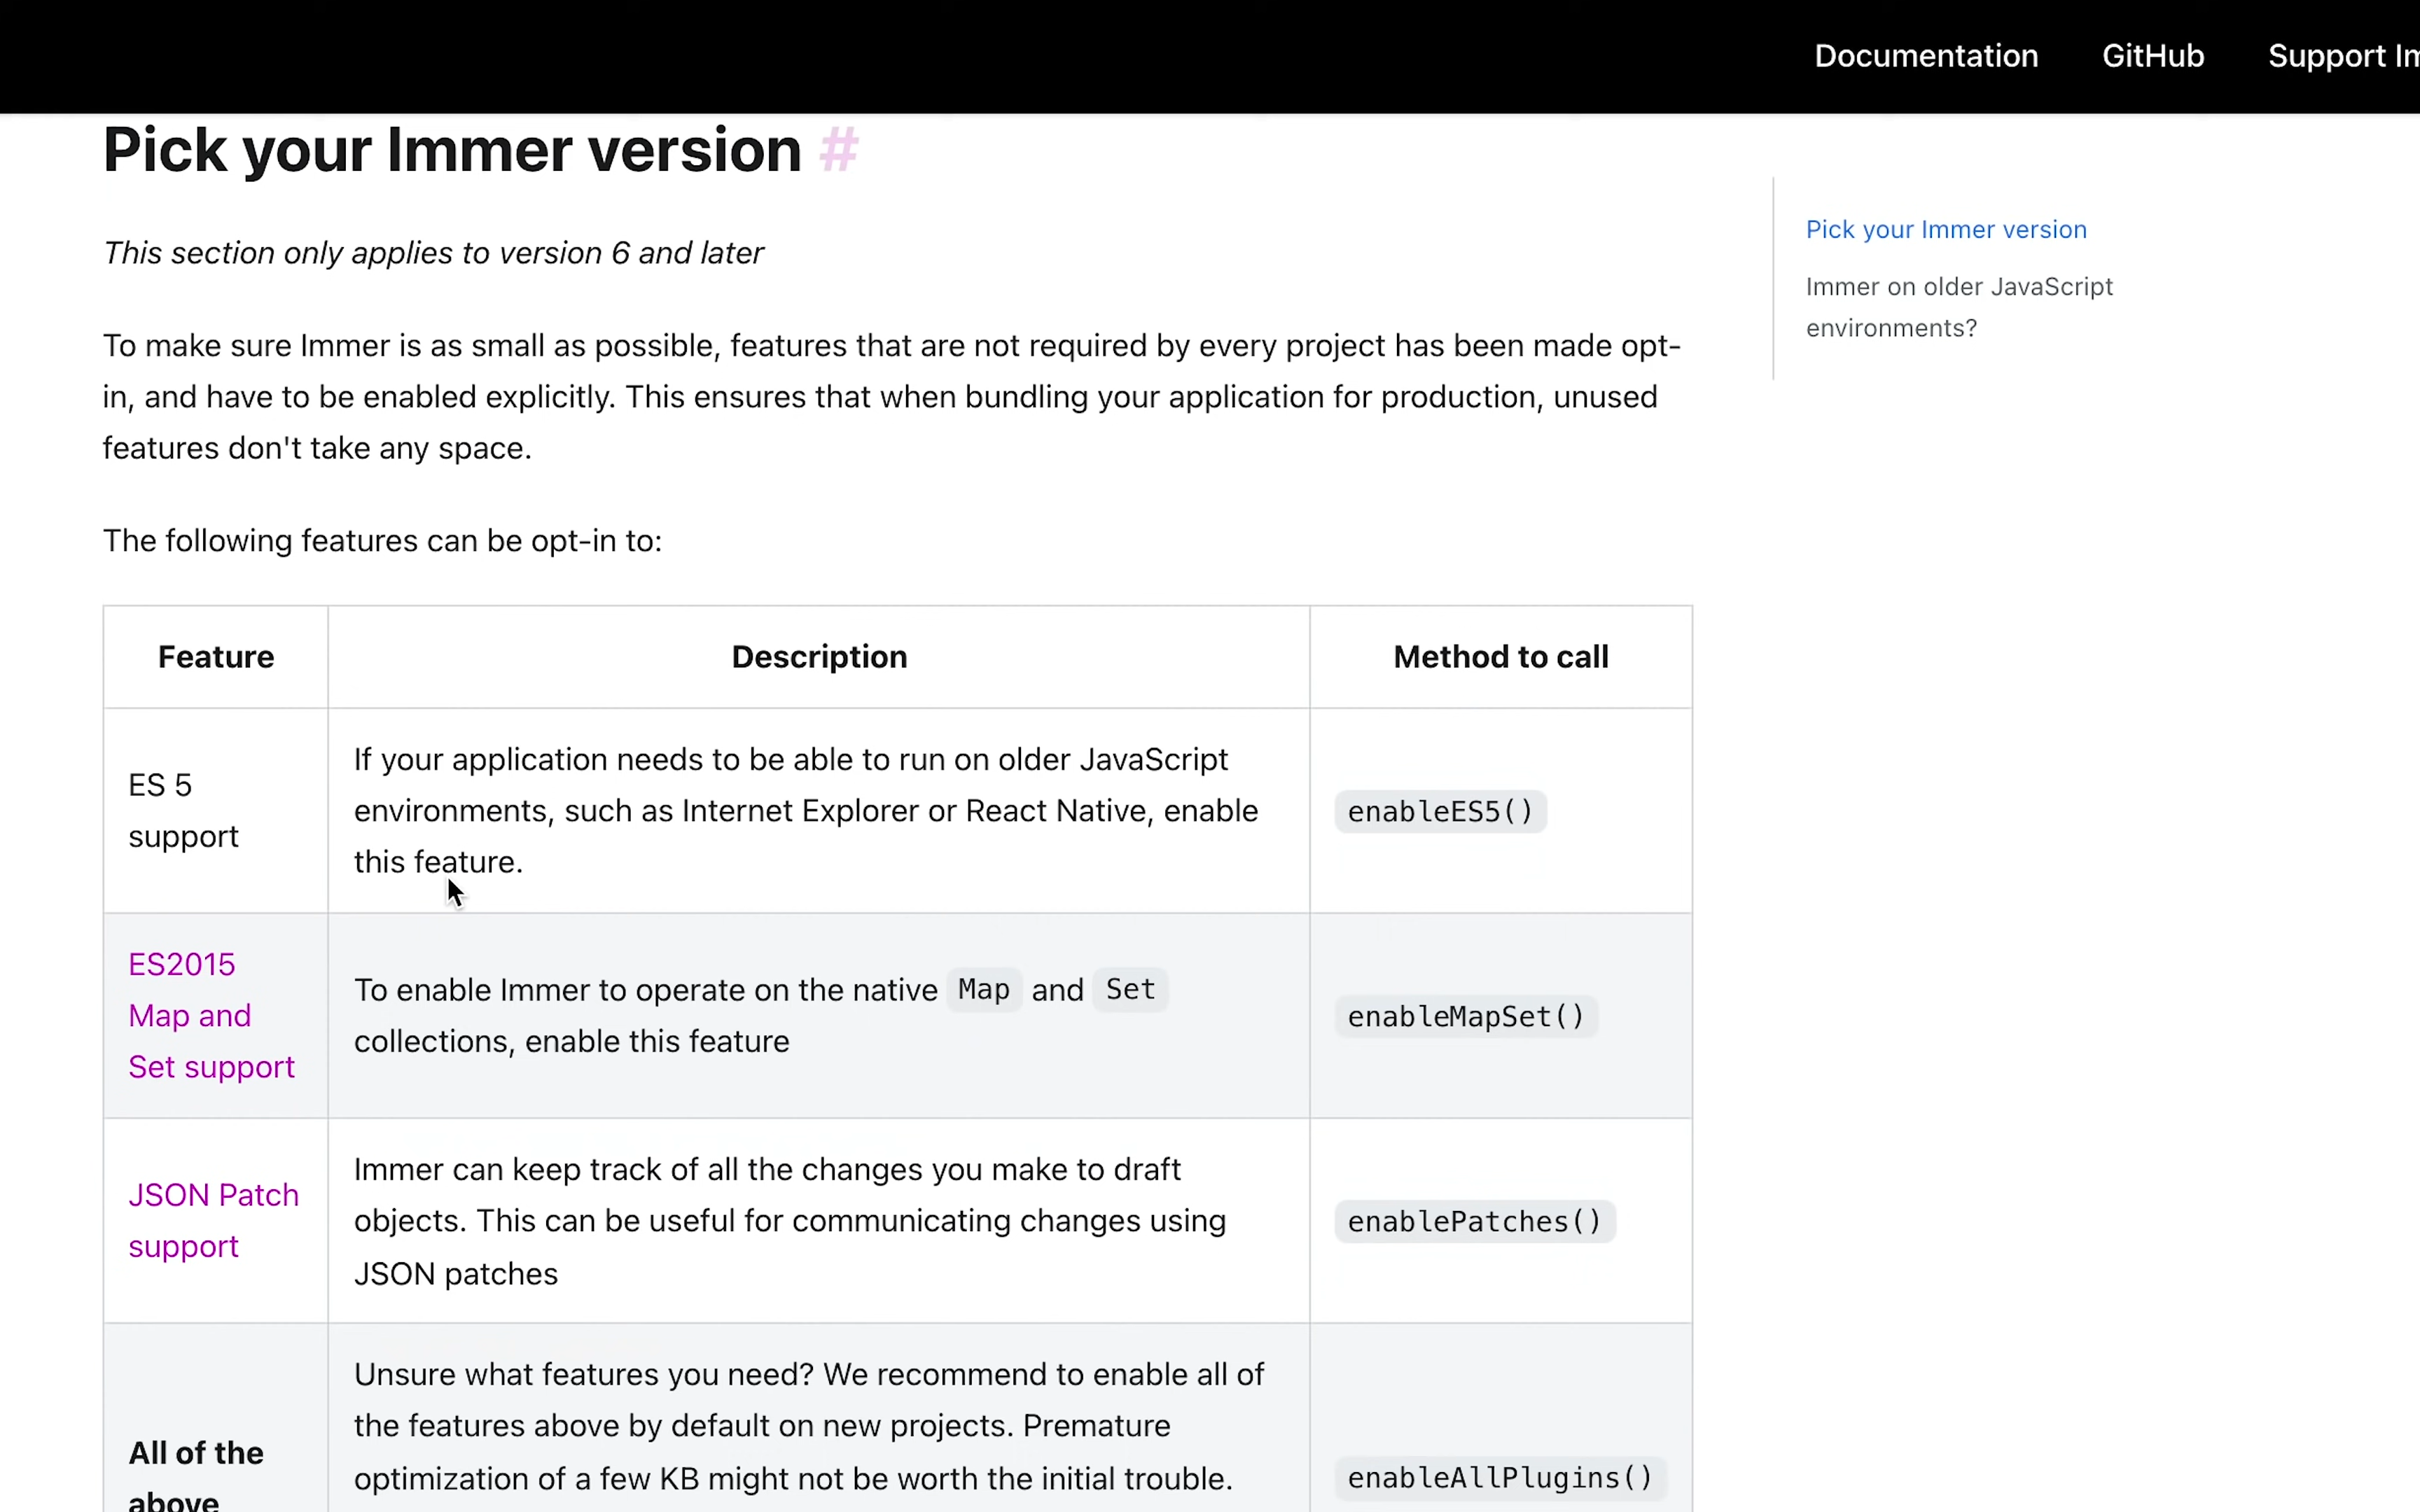 Documentation GitHub Support Im
Pick your Immer version #
This section only applies to version 6 and later
Pick your Immer version
Immer on older JavaScript
environments?
To make sure Immer is as small as possible, features that are not required by every project has been made opt-
in, and have to be enabled explicitly. This ensures that when bundling your application for production, unused
features don't take any space.
The following features can be opt-in to:
Feature Description Method to call
ES 5
support
If your application needs to be able to run on older JavaScript
environments, such as Internet Explorer or React Native, enable
this feature.
enableES5()
ES2015
Map and
Set support
To enable Immer to operate on the native Map and Set
collections, enable this feature
enableMapSet()
JSON Patch
support
Immer can keep track of all the changes you make to draft
objects. This can be useful for communicating changes using
JSON patches
enablePatches()
All of the
above
Unsure what features you need? We recommend to enable all of
the features above by default on new projects. Premature
optimization of a few KB might not be worth the initial trouble.
enableAllPlugins()